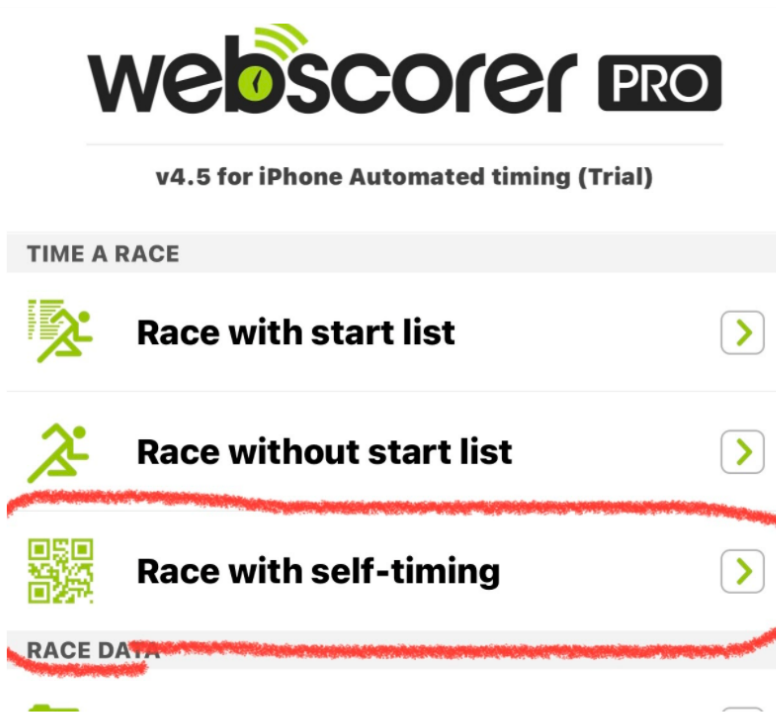 webscorer PRO
v4.5 for iPhone Automated timing (Trial)
TIME A RACE
Race with start list
Race without start list
Race with self-timing
RACE DATA